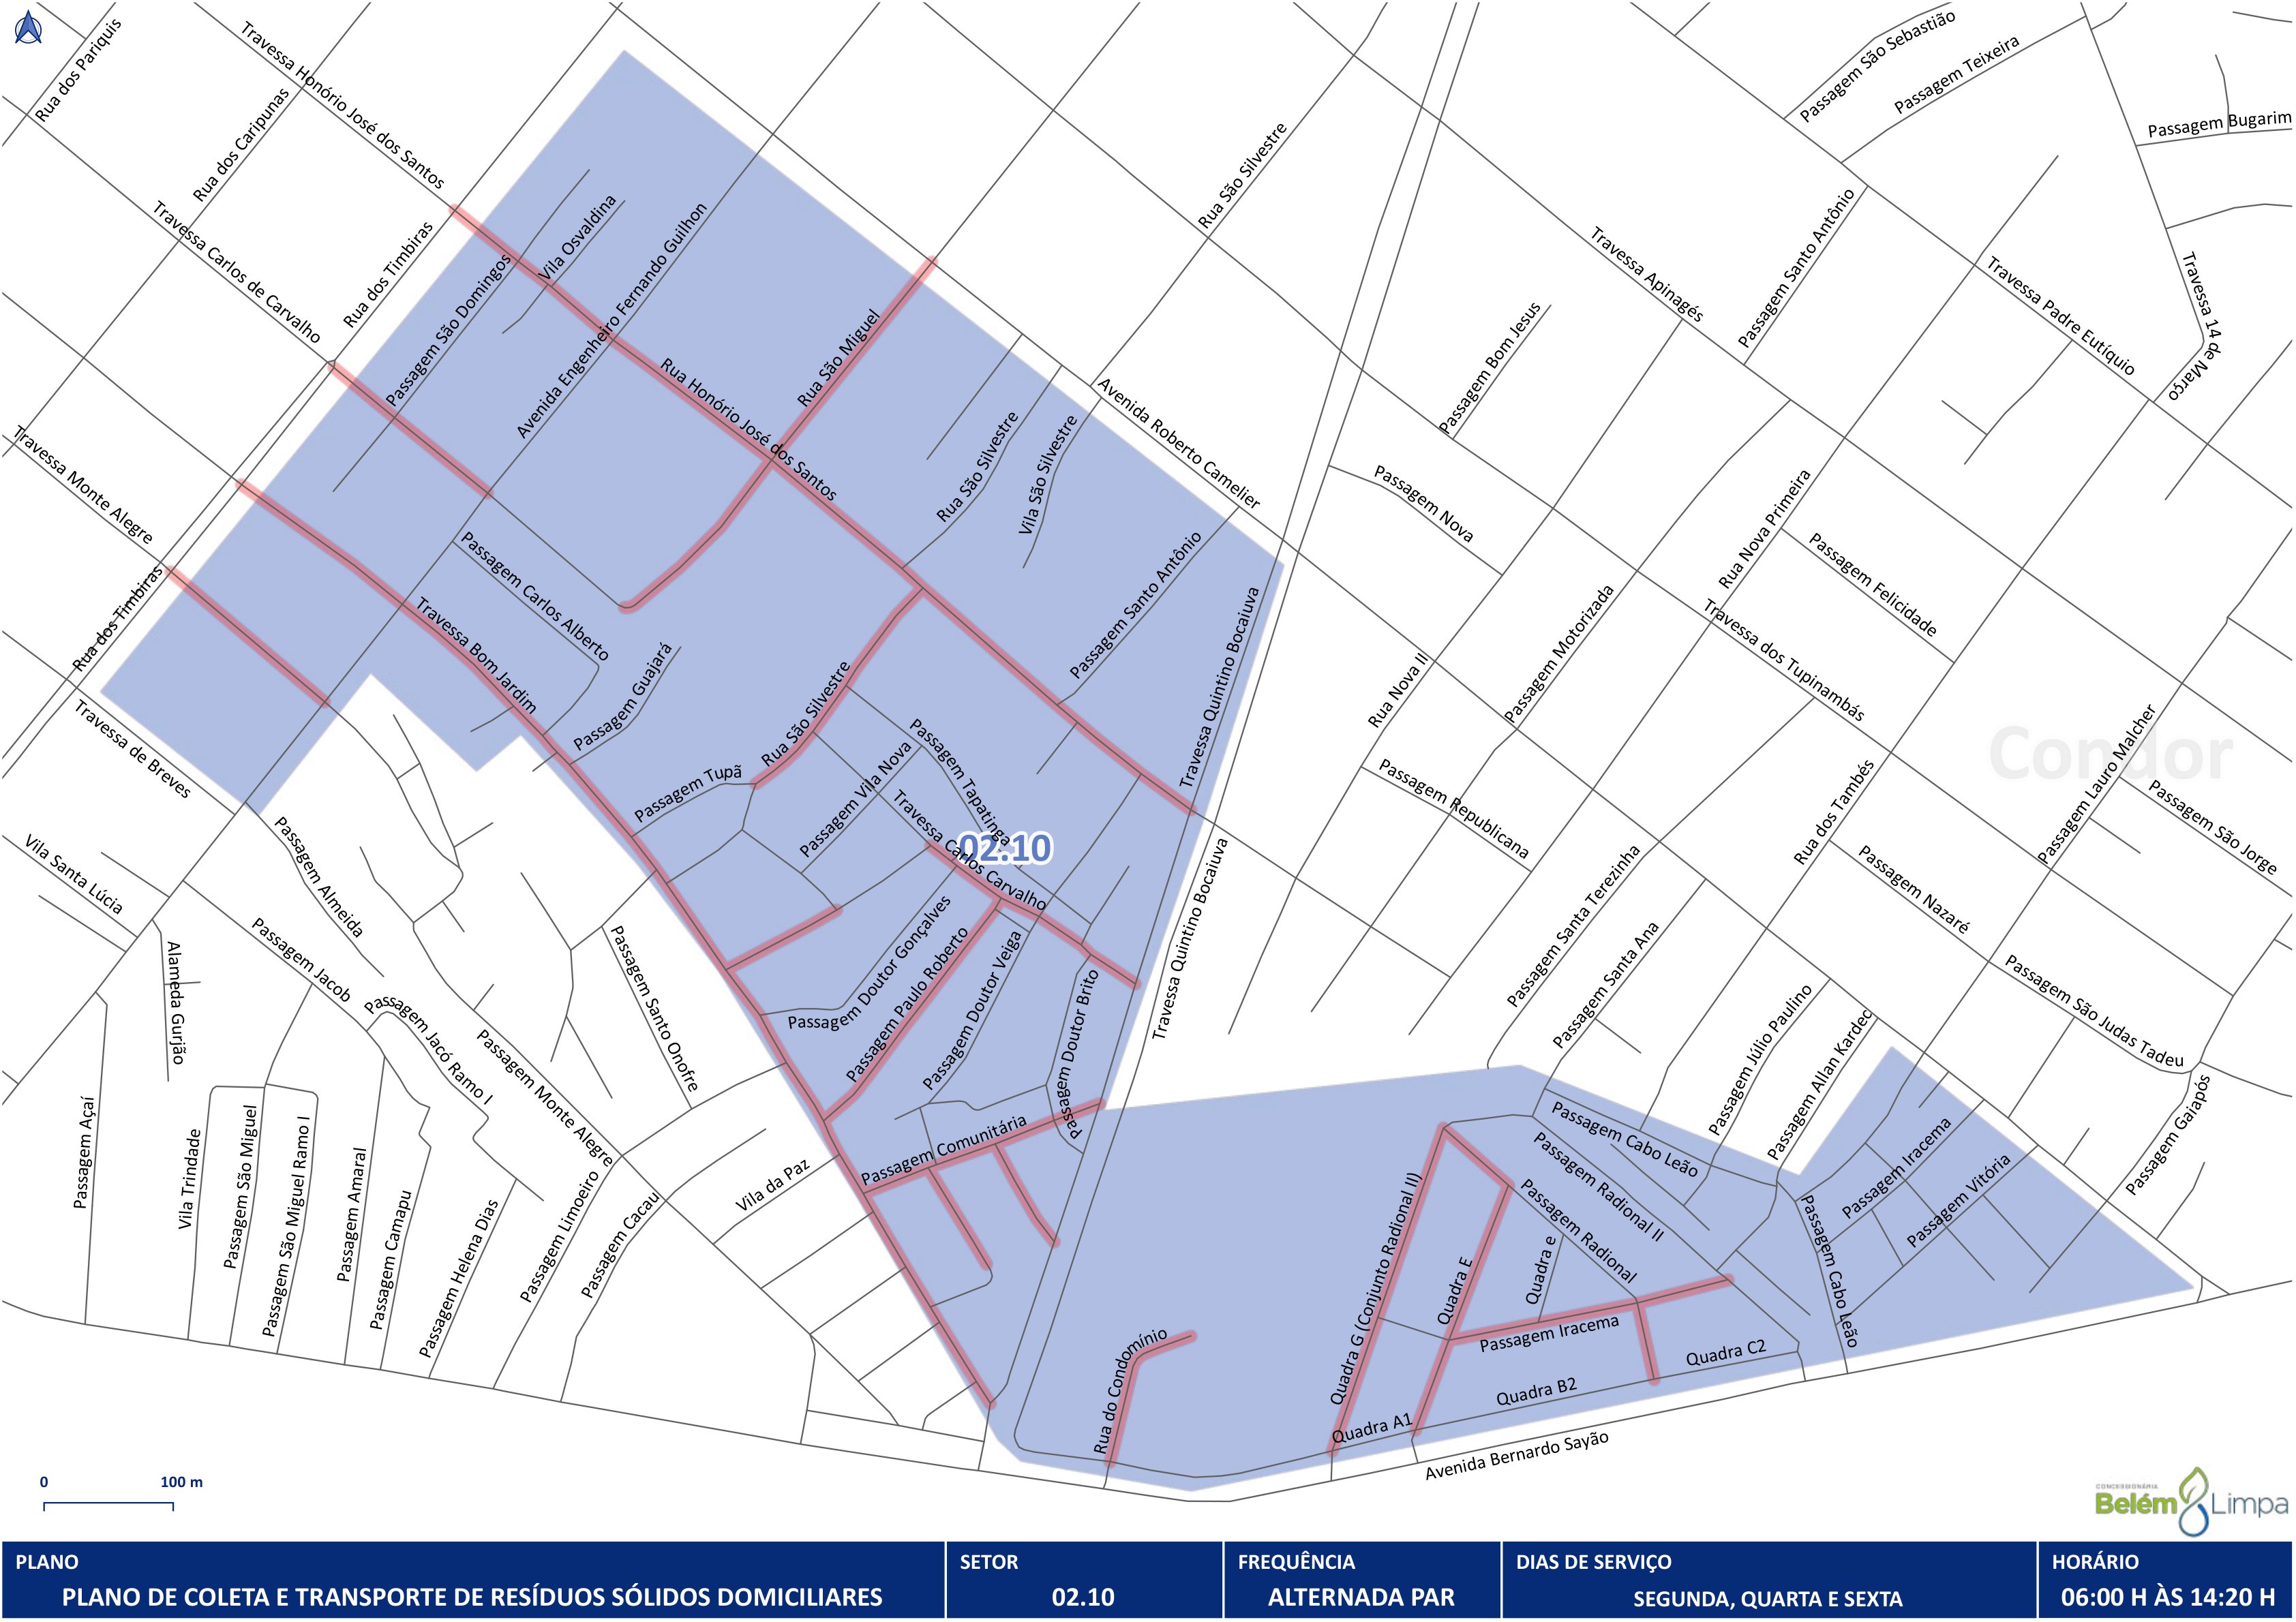 Rua dos Pariquis
Travessa Honório José dos Santos
Passagem São Sebastião
Passagem Teixeira
Passagem Bugarim
Rua dos Caripunas
Rua São Silvestre
Travessa Carlos de Carvalho
Rua dos Timbiras
Vila Osvaldina
Passagem São Domingos
Avenida Engenheiro Fernando Guilhon
Passagem Santo Antônio
Travessa Apinagés
Travessa Padre Eutíquio
Travessa 14 de Março
Rua São Miguel
Passagem Bom Jesus
Rua Honório José dos Santos
Avenida Roberto Camelier
Rua São Silvestre
Vila São Silvestre
Travessa Monte Alegre
Passagem Nova
Rua Nova Primeira
Passagem Felicidade
Passagem Carlos Alberto
Passagem Santo Antônio
Rua dos Timbiras
Travessa Bom Jardim
Passagem Guajará
Travessa Quintino Bocaiuva
Passagem Motorizada
Travessa dos Tupinambás
Rua Nova II
Rua São Silvestre
Travessa de Breves
Passagem Tupã
Passagem Vila Nova
Passagem Tapatinga
Condor
Passagem Lauro Malcher
Passagem Republicana
Rua dos Tambés
Passagem São Jorge
Travessa Carlos Carvalho
02.10
Vila Santa Lúcia
Passagem Almeida
Passagem Santa Terezinha
Passagem Nazaré
Travessa Quintino Bocaiuva
Passagem Jacob
Alameda Gurjão
Passagem Santo Onofre
Passagem Doutor Gonçalves
Passagem Paulo Roberto
Passagem Doutor Veiga
Passagem Doutor Brito
Passagem Santa Ana
Passagem São Judas Tadeu
Passagem Jacó Ramo I
Passagem Monte Alegre
Passagem Júlio Paulino
Passagem Allan Kardec
Passagem Gaiapós
Passagem Açaí
Vila Trindade
Passagem São Miguel
Passagem São Miguel Ramo I
Passagem Amaral
Passagem Camapu
Passagem Helena Dias
Passagem Limoeiro
Passagem Cacau
Vila da Paz
Passagem Comunitária
Passagem Cabo Leão
Passagem Radional II
Passagem Radional
Passagem Iracema
Passagem Vitória
Passagem Cabo Leão
Quadra G (Conjunto Radional II)
Quadra E
Quadra e
Passagem Iracema
Quadra C2
Quadra B2
Quadra A1
Rua do Condomínio
Avenida Bernardo Sayão
0 100 m
CONCESSIONÁRIA
Belém Limpa
PLANO
PLANO DE COLETA E TRANSPORTE DE RESÍDUOS SÓLIDOS DOMICILIARES
SETOR
02.10
FREQUÊNCIA
ALTERNADA PAR
DIAS DE SERVIÇO
SEGUNDA, QUARTA E SEXTA
HORÁRIO
06:00 H ÀS 14:20 H